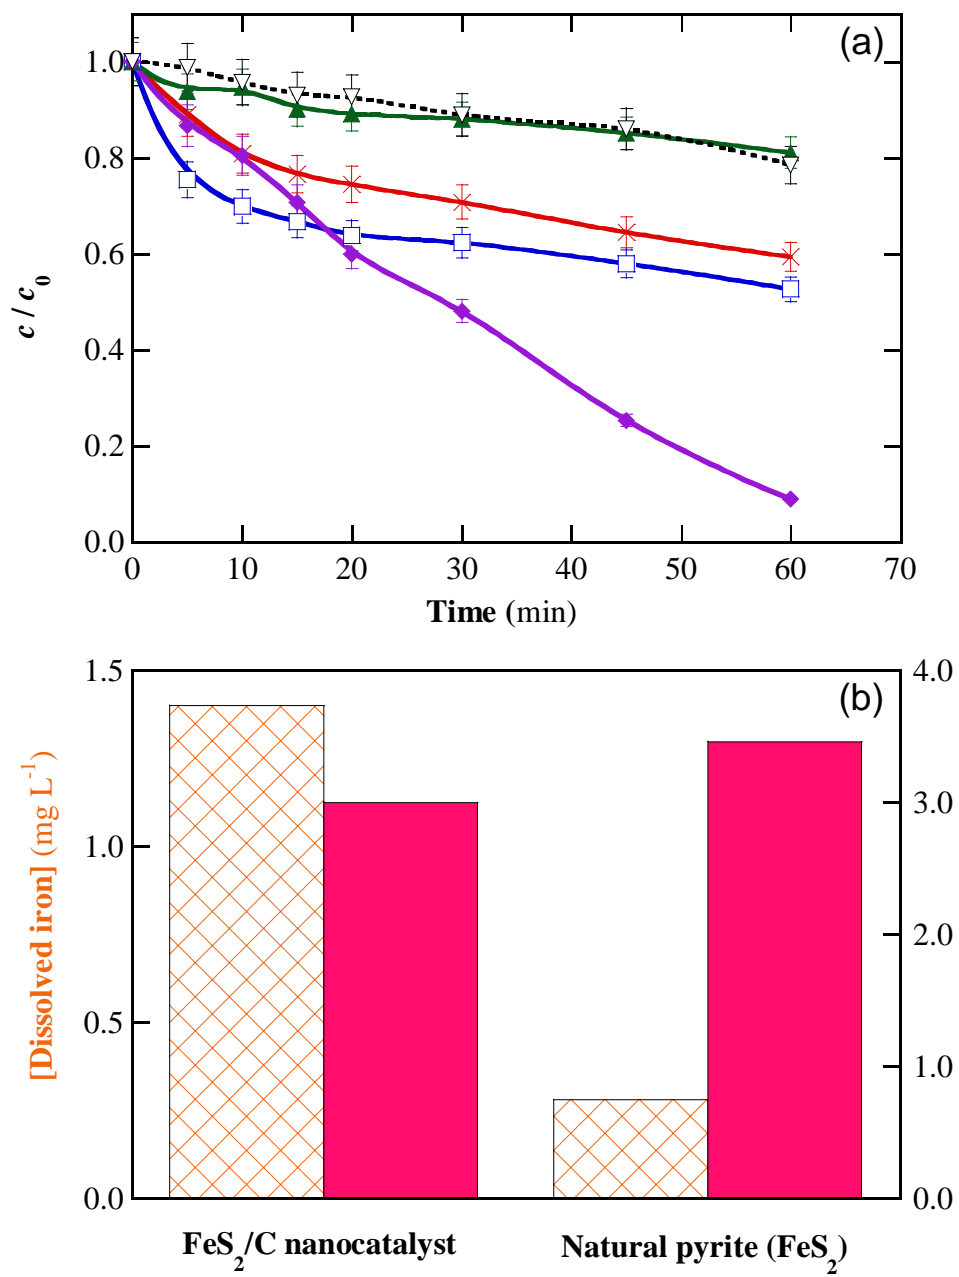 (a)
1.0
0.8
0.6
0.4
0.2
0.0
c / c₀
0 10 20 30 40 50 60 70
Time (min)
(b)
1.5
1.0
0.5
0.0
[Dissolved iron] (mg L⁻¹)
4.0
3.0
2.0
1.0
0.0
FeS₂/C nanocatalyst Natural pyrite (FeS₂)